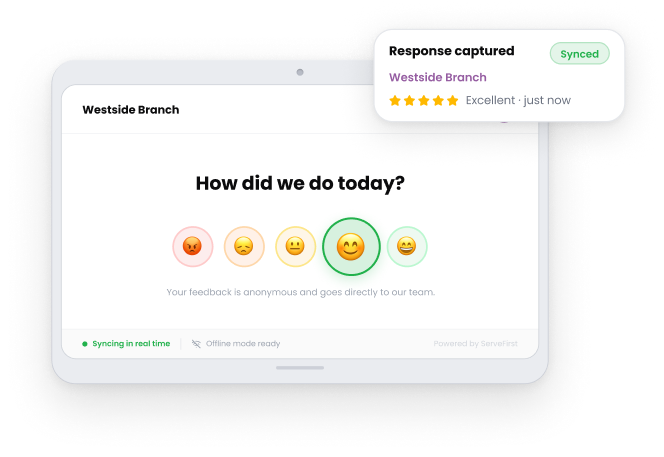 Response captured
Synced
Westside Branch
Excellent · just now
Westside Branch
How did we do today?
Your feedback is anonymous and goes directly to our team.
Syncing in real time
Offline mode ready
Powered by ServeFirst